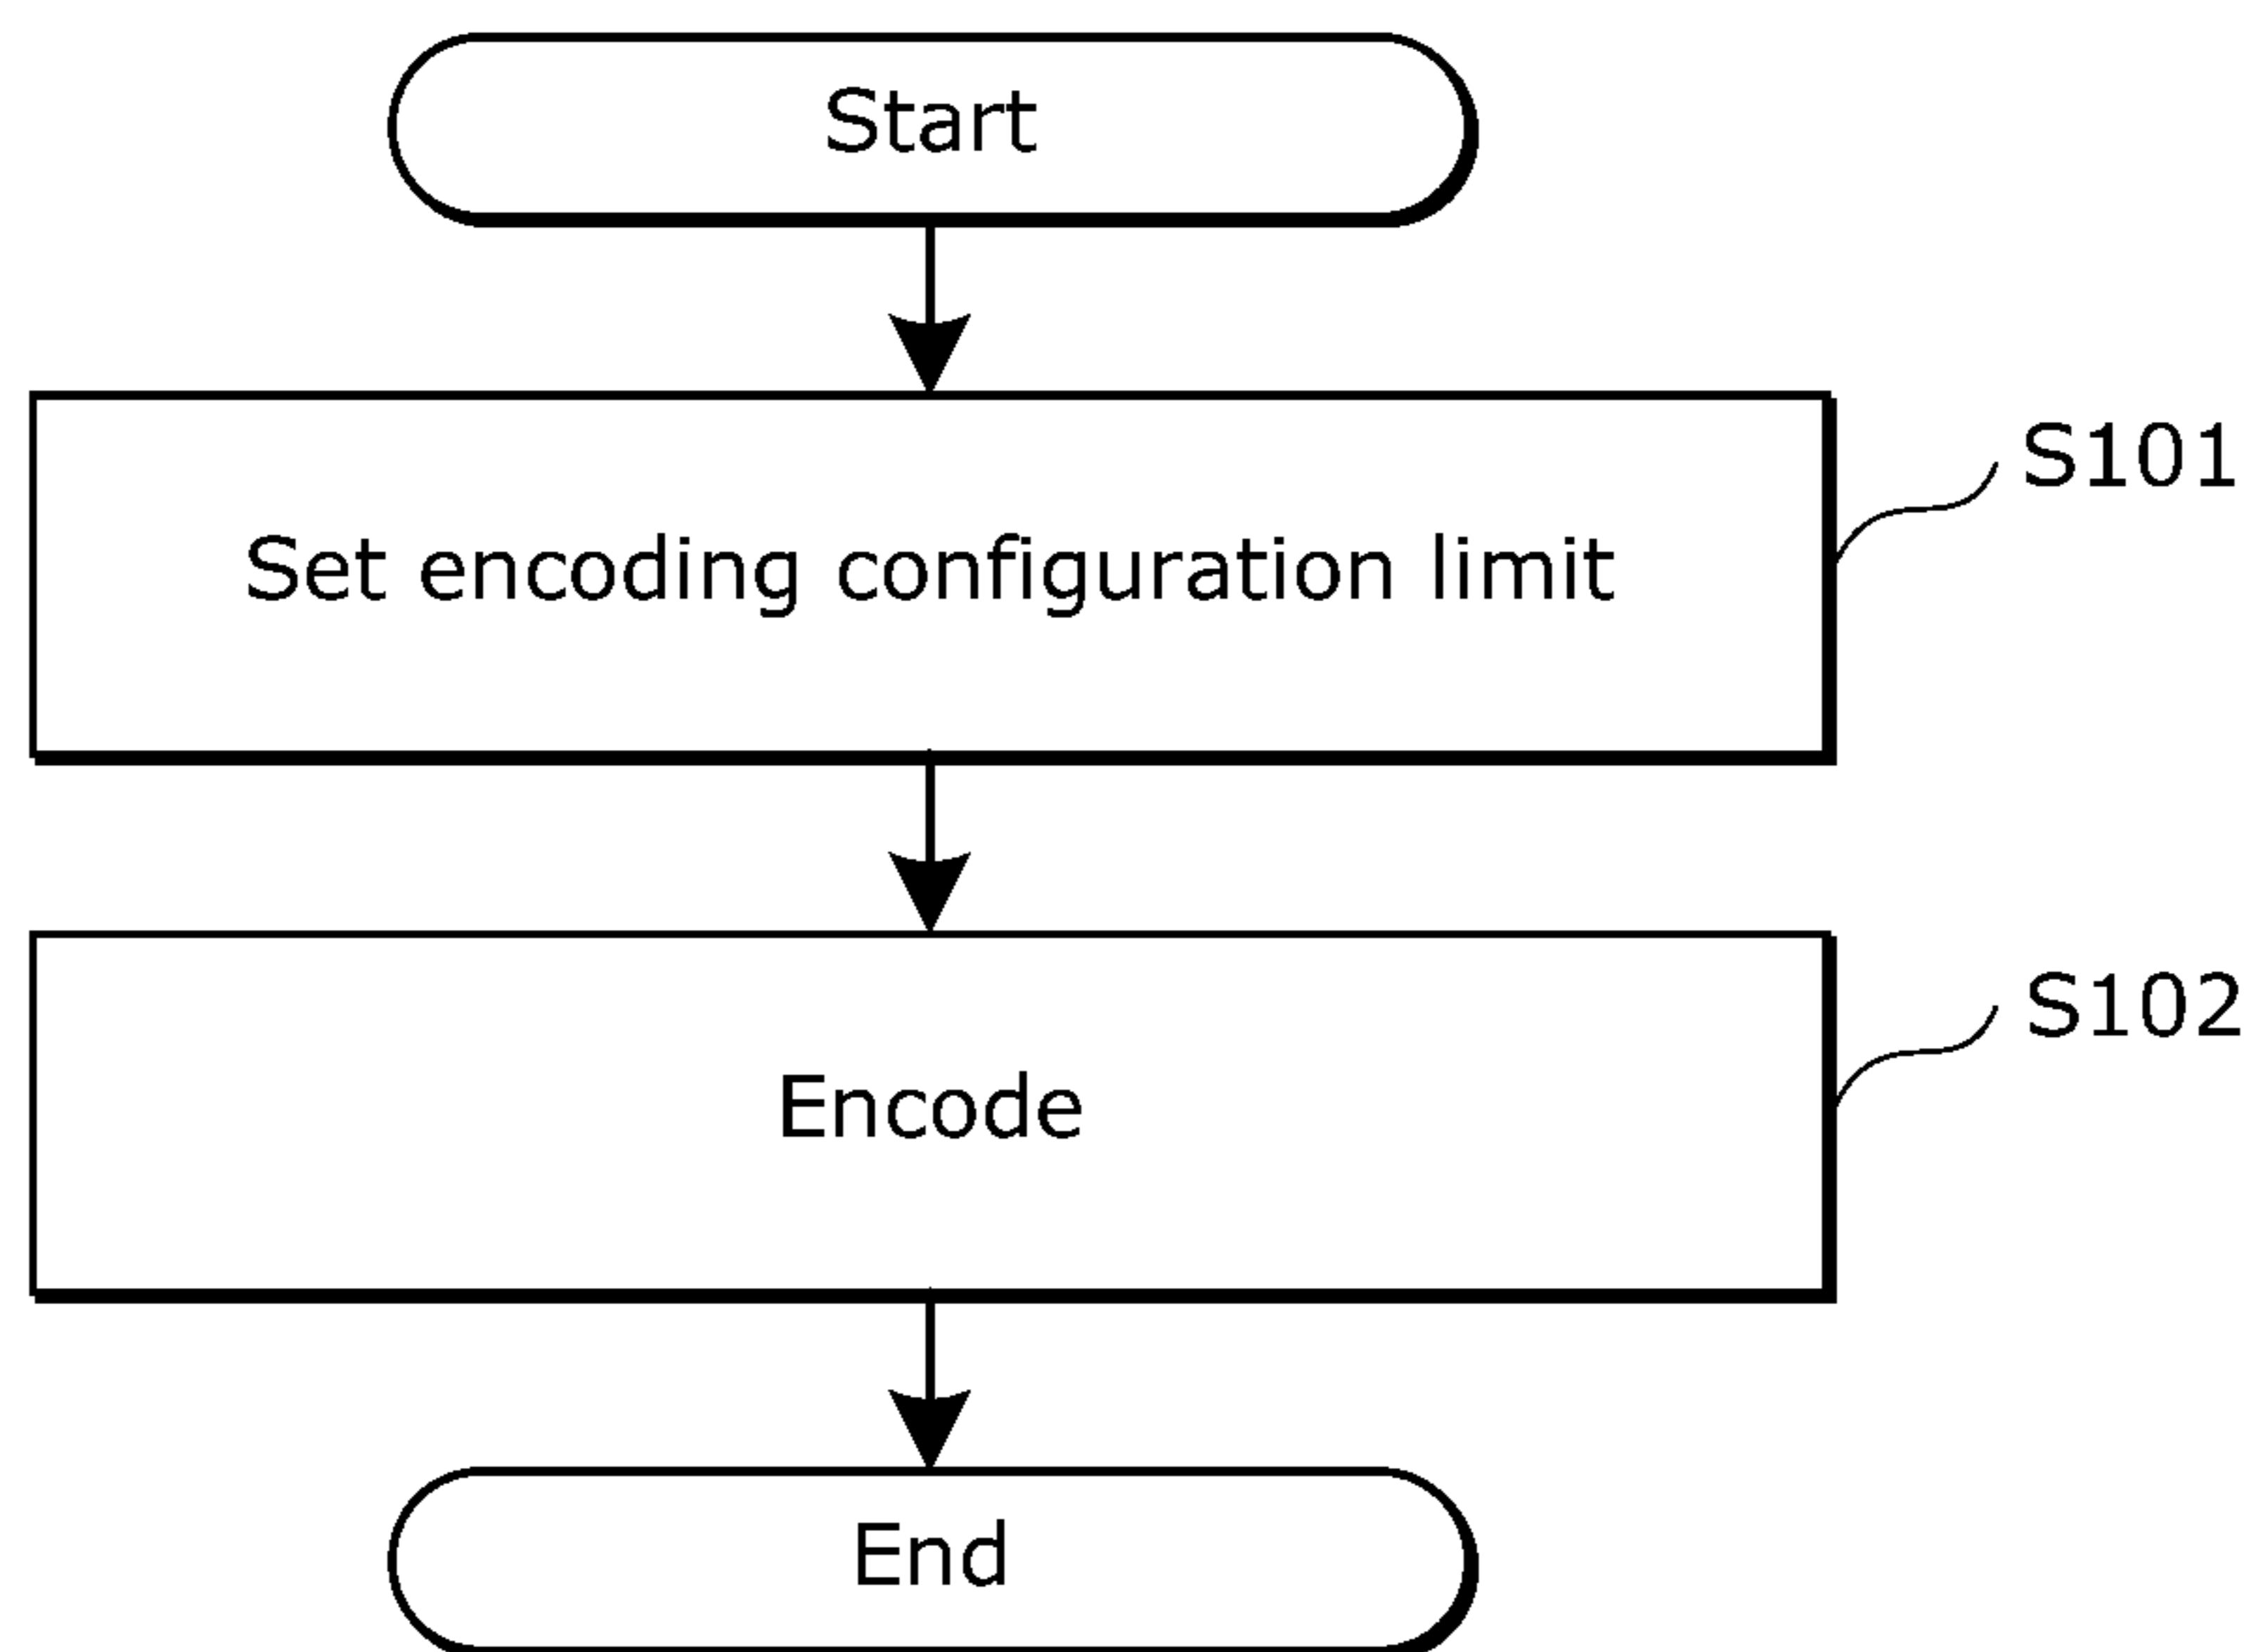 Start
S101
Set encoding configuration limit
S102
Encode
End